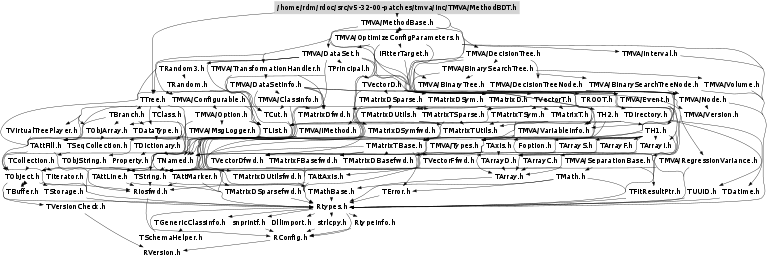 /home/rdm/rdoc/src/v5-32-00-patches/tmva/inc/TMVA/MethodBDT.h
TMVA/MethodBase.h
TMVA/OptimizeConfigParameters.h
TMVA/DataSet.h IFitterTarget.h TMVA/DecisionTree.h TMVA/Interval.h
TRandom3.h TMVA/TransformationHandler.h TPrincipal.h TMVA/BinarySearchTree.h
TRandom.h TMVA/DataSetInfo.h TVectorD.h TMVA/BinaryTree.h TMVA/DecisionTreeNode.h TMVA/BinarySearchTreeNode.h TMVA/Volume.h
TTree.h TMVA/Configurable.h TMVA/ClassInfo.h TMatrixDSparse.h TMatrixDSym.h TMatrixD.h TVectorT.h TROOT.h TMVA/Event.h TMVA/Node.h
TBranch.h TClass.h TMVA/Option.h TCut.h TMatrixDfwd.h TMatrixDUtils.h TMatrixTSparse.h TMatrixTSym.h TMatrixT.h TH2.h TDirectory.h TMVA/Version.h
TVirtualTreePlayer.h TObjArray.h TDataType.h TMVA/MsgLogger.h TList.h TMVA/IMethod.h TMatrixDSymfwd.h TMatrixTUtils.h TMVA/VariableInfo.h TH1.h
TAttFill.h TSeqCollection.h TDictionary.h TMatrixTBase.h TMVA/Types.h TAxis.h Foption.h TArrayS.h TArrayF.h TArrayI.h
TCollection.h TObjString.h Property.h TNamed.h TVectorDfwd.h TMatrixFBasefwd.h TMatrixDBasefwd.h TVectorFfwd.h TArrayD.h TArrayC.h TMVA/SeparationBase.h TMVA/RegressionVariance.h
TObject.h TIterator.h TAttLine.h TString.h TAttMarker.h TMatrixDUtilsfwd.h TAttAxis.h TArray.h TMath.h
TBuffer.h TStorage.h Riosfwd.h TMatrixDSparsefwd.h TMathBase.h TError.h TFitResultPtr.h TUUID.h TDatime.h
TVersionCheck.h Rtypes.h
TGenericClassInfo.h snprintf.h DllImport.h strlcpy.h RtypeInfo.h
TSchemaHelper.h RConfig.h
RVersion.h